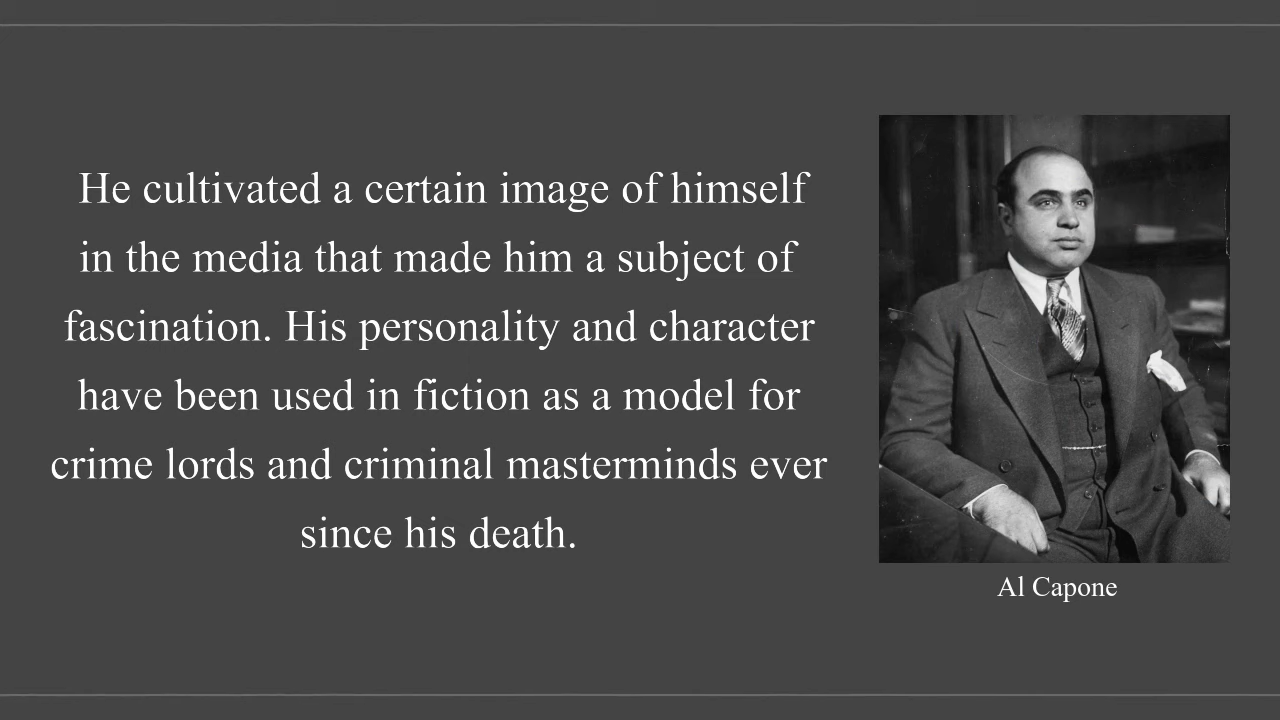 He cultivated a certain image of himself
in the media that made him a subject of
fascination. His personality and character
have been used in fiction as a model for
crime lords and criminal masterminds ever
since his death.
Al Capone